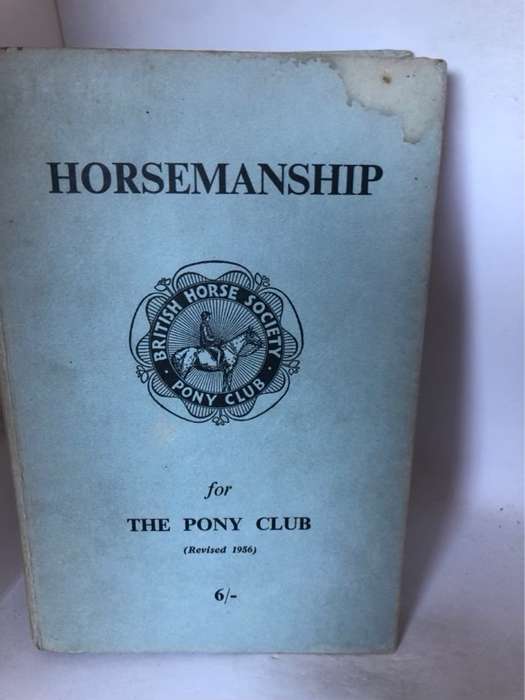 HORSEMANSHIP
BRITISH HORSE SOCIETY
· PONY CLUB ·
for
THE PONY CLUB
(Revised 1956)
6/-